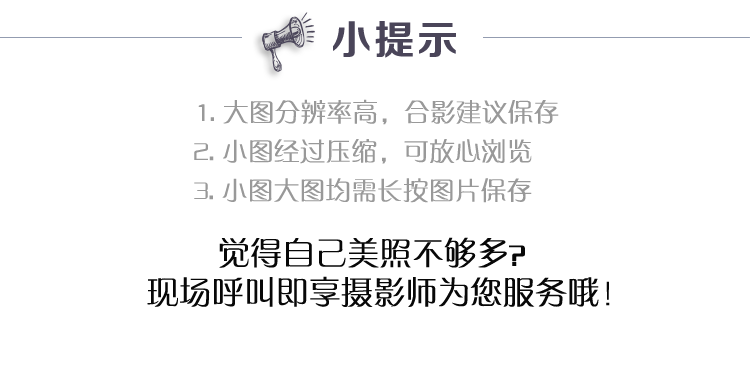 小提示
1. 大图分辨率高，合影建议保存
2. 小图经过压缩，可放心浏览
3. 小图大图均需长按图片保存
觉得自己美照不够多?
现场呼叫即享摄影师为您服务哦!